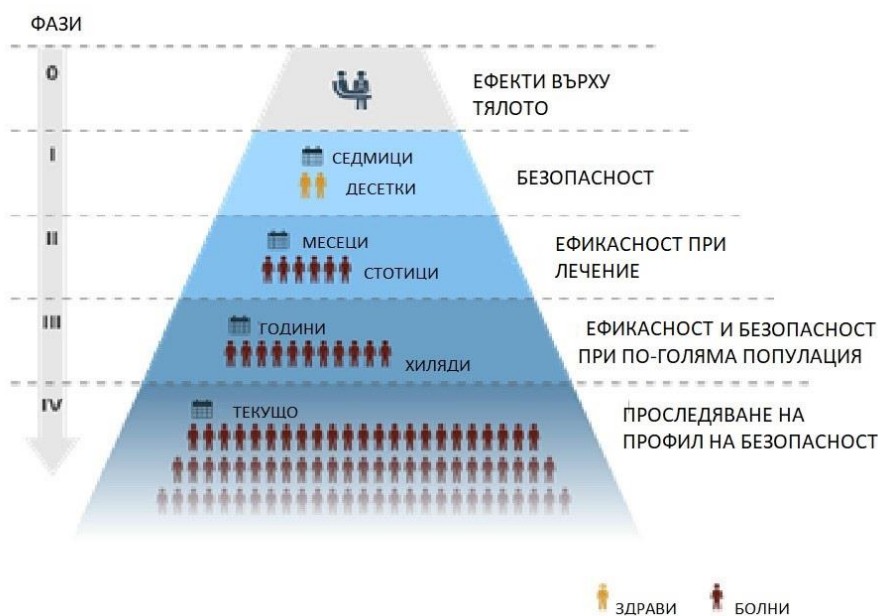 ФАЗИ
0
ЕФЕКТИ ВЪРХУ
ТЯЛОТО
I
СЕДМИЦИ
ДЕСЕТКИ
БЕЗОПАСНОСТ
II
МЕСЕЦИ
СТОТИЦИ
ЕФИКАСНОСТ ПРИ
ЛЕЧЕНИЕ
III
ГОДИНИ
ХИЛЯДИ
ЕФИКАСНОСТ И БЕЗОПАСНОСТ
ПРИ ПО-ГОЛЯМА ПОПУЛАЦИЯ
IV
ТЕКУЩО
ПРОСЛЕДЯВАНЕ НА
ПРОФИЛ НА БЕЗОПАСНОСТ
ЗДРАВИ
БОЛНИ